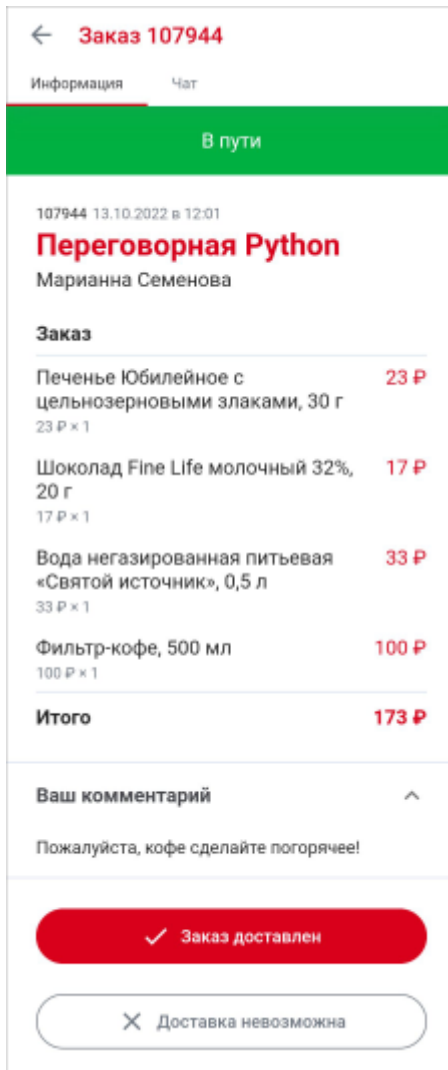 Заказ 107944
Информация Чат
В пути
107944 13.10.2022 в 12:01
Переговорная Python
Марианна Семенова
Заказ
Печенье Юбилейное с 23 ₽
цельнозерновыми злаками, 30 г
23 ₽ × 1
Шоколад Fine Life молочный 32%, 17 ₽
20 г
17 ₽ × 1
Вода негазированная питьевая 33 ₽
«Святой источник», 0,5 л
33 ₽ × 1
Фильтр-кофе, 500 мл 100 ₽
100 ₽ × 1
Итого 173 ₽
Ваш комментарий
Пожалуйста, кофе сделайте погорячее!
Заказ доставлен
Доставка невозможна